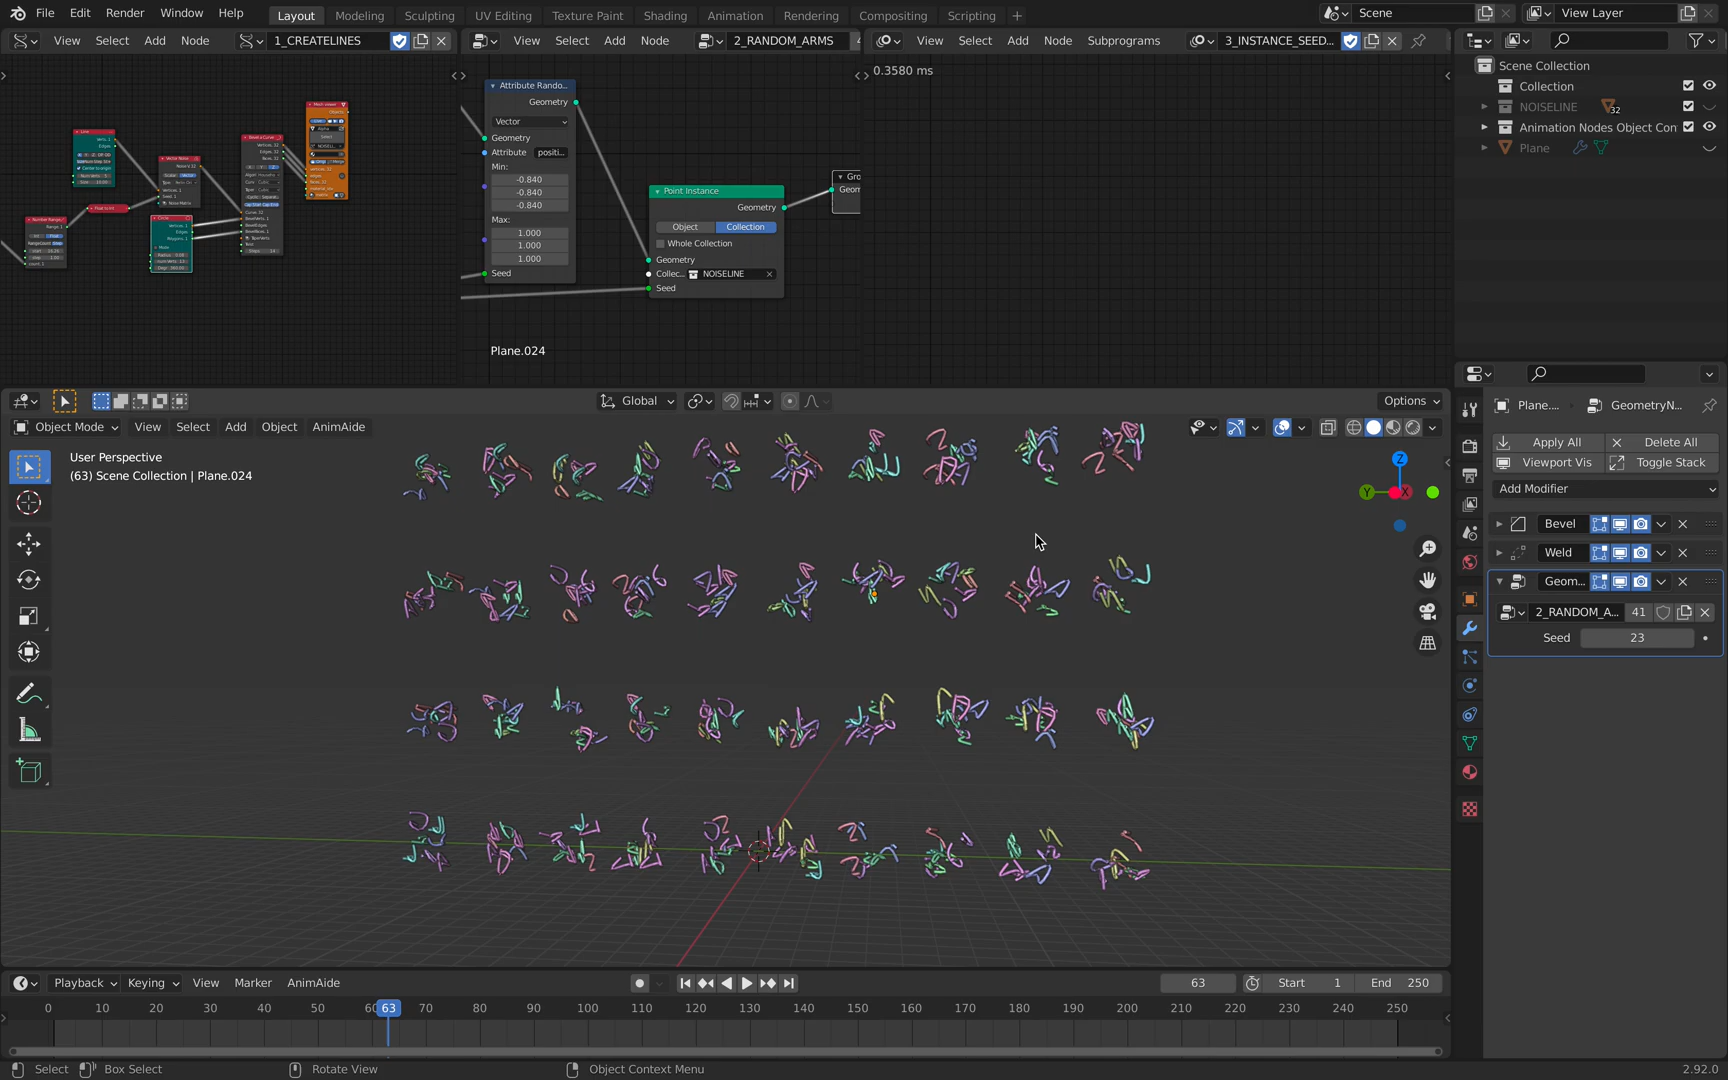 File Edit Render Window Help Layout Modeling Sculpting UV Editing Texture Paint Shading Animation Rendering Compositing Scripting + Scene View Layer
View Select Add Node 1_CREATELINES
View Select Add Node 2_RANDOM_ARMS 4
View Select Add Node Subprograms 3_INSTANCE_SEED...
0.3580 ms
Attribute Rando...
Geometry
Vector
Geometry
Attribute positi...
Min:
-0.840
-0.840
-0.840
Max:
1.000
1.000
1.000
Seed
Point Instance
Geometry
Object Collection
Whole Collection
Geometry
Collec... NOISELINE
Seed
Gro
Geom
Plane.024
Scene Collection
Collection
NOISELINE 32
Animation Nodes Object Con
Plane
Global
Options
Object Mode View Select Add Object AnimAide
User Perspective
(63) Scene Collection | Plane.024
Z
Y X
Plane.... GeometryN...
Apply All Delete All
Viewport Vis Toggle Stack
Add Modifier
Bevel
Weld
Geom...
2_RANDOM_A... 41
Seed 23
Playback Keying View Marker AnimAide 63 Start 1 End 250
0 10 20 30 40 50 60 63 70 80 90 100 110 120 130 140 150 160 170 180 190 200 210 220 230 240 250
Select Box Select Rotate View Object Context Menu 2.92.0